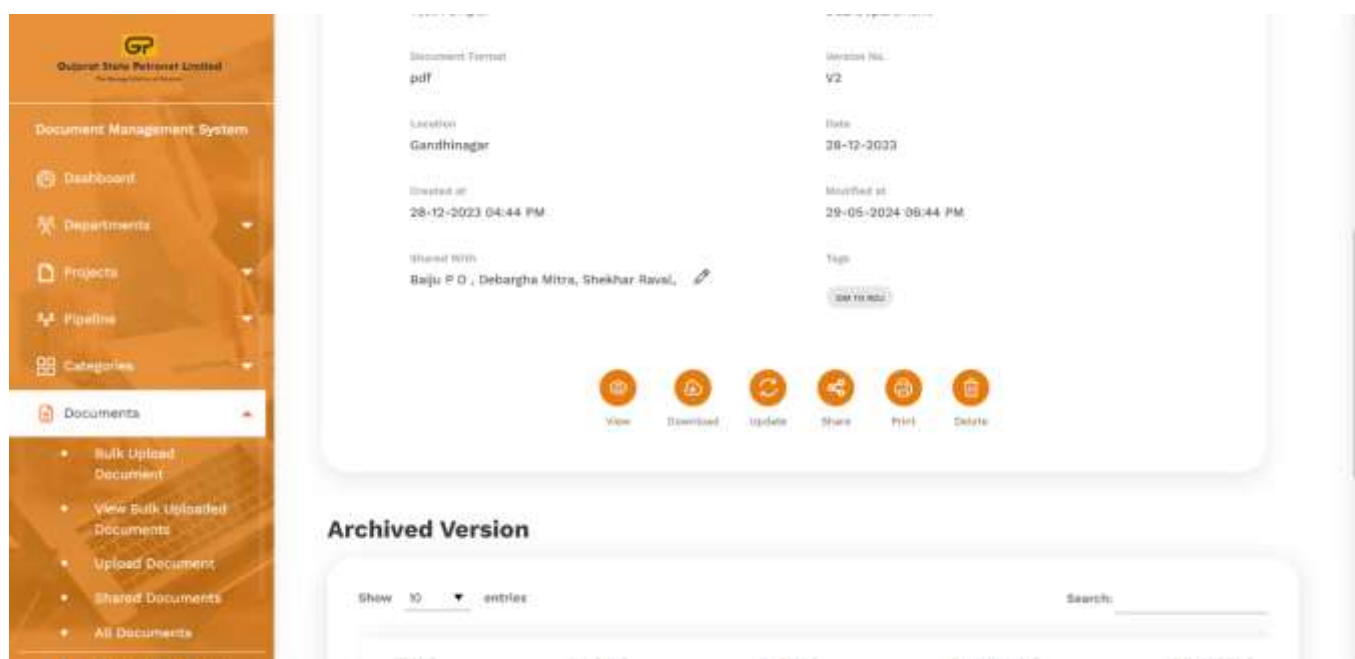 GP
Gujarat State Petronet Limited
Document Management System
Dashboard
Departments
Projects
Pipeline
Categories
Documents
Bulk Upload
Document
View Bulk Uploaded
Documents
Upload Document
Shared Documents
All Documents
Document Format
pdf
Version No.
V2
Location
Gandhinagar
Date
28-12-2023
Created at
28-12-2023 04:44 PM
Modified at
29-05-2024 06:44 PM
Shared With
Baiju P O , Debargha Mitra, Shekhar Raval,
Tags
View
Download
Update
Share
Print
Delete
Archived Version
Show 10 entries
Search: